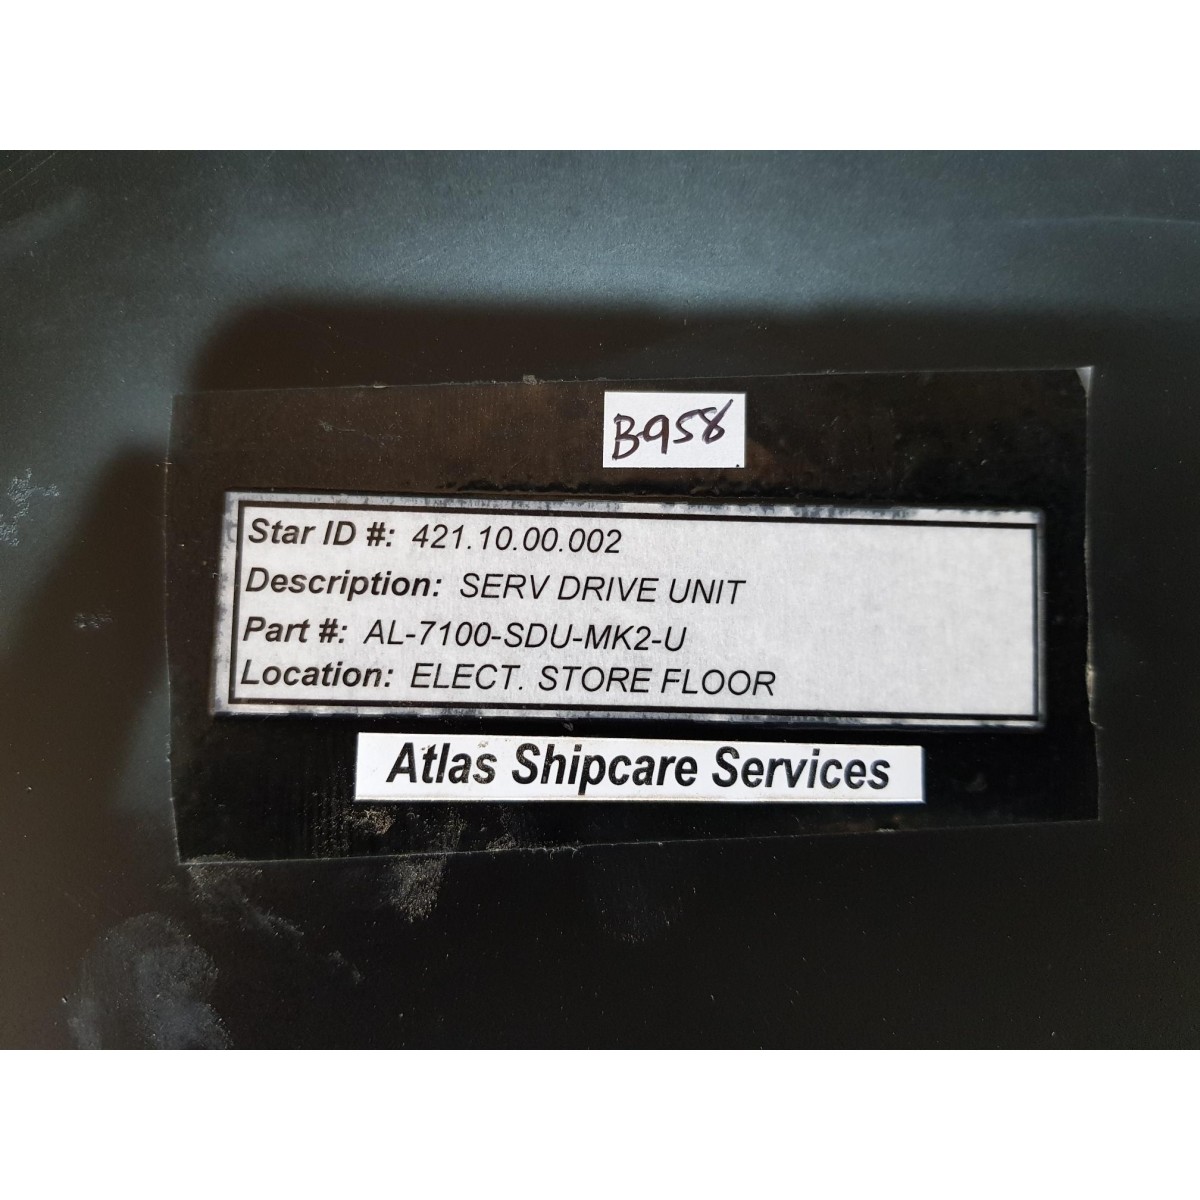 B958
Star ID #: 421.10.00.002
Description: SERV DRIVE UNIT
Part #: AL-7100-SDU-MK2-U
Location: ELECT. STORE FLOOR
Atlas Shipcare Services